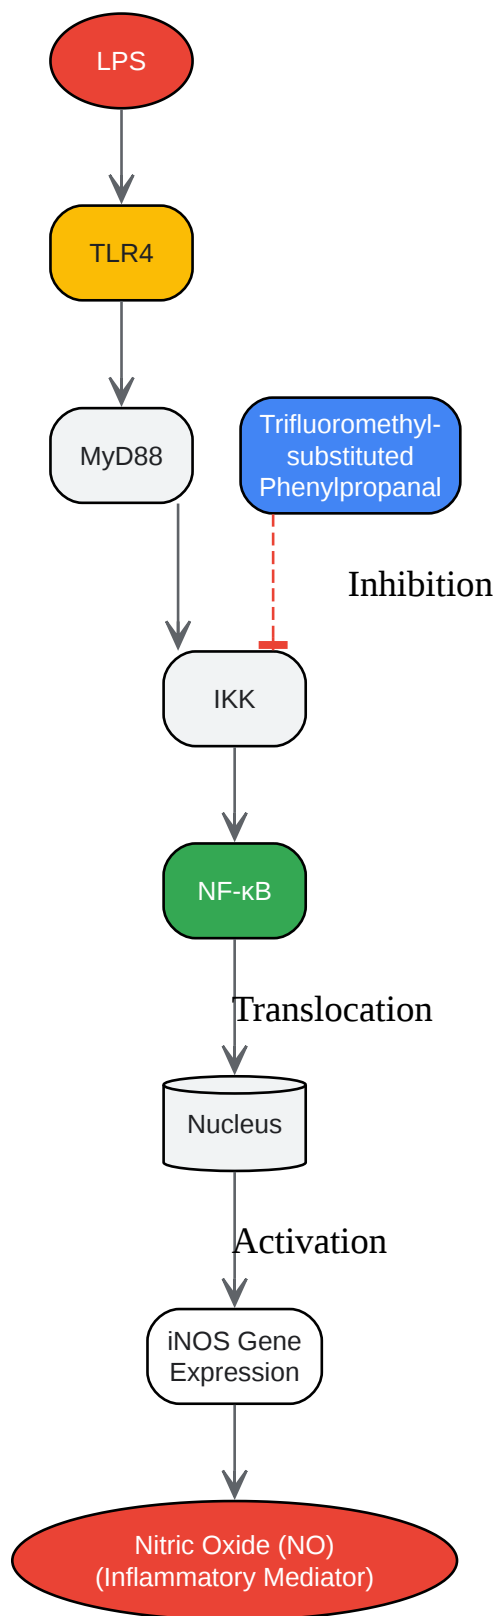 LPS
TLR4
MyD88
Trifluoromethyl-
substituted
Phenylpropanal
Inhibition
IKK
NF-κB
Translocation
Nucleus
Activation
iNOS Gene
Expression
Nitric Oxide (NO)
(Inflammatory Mediator)